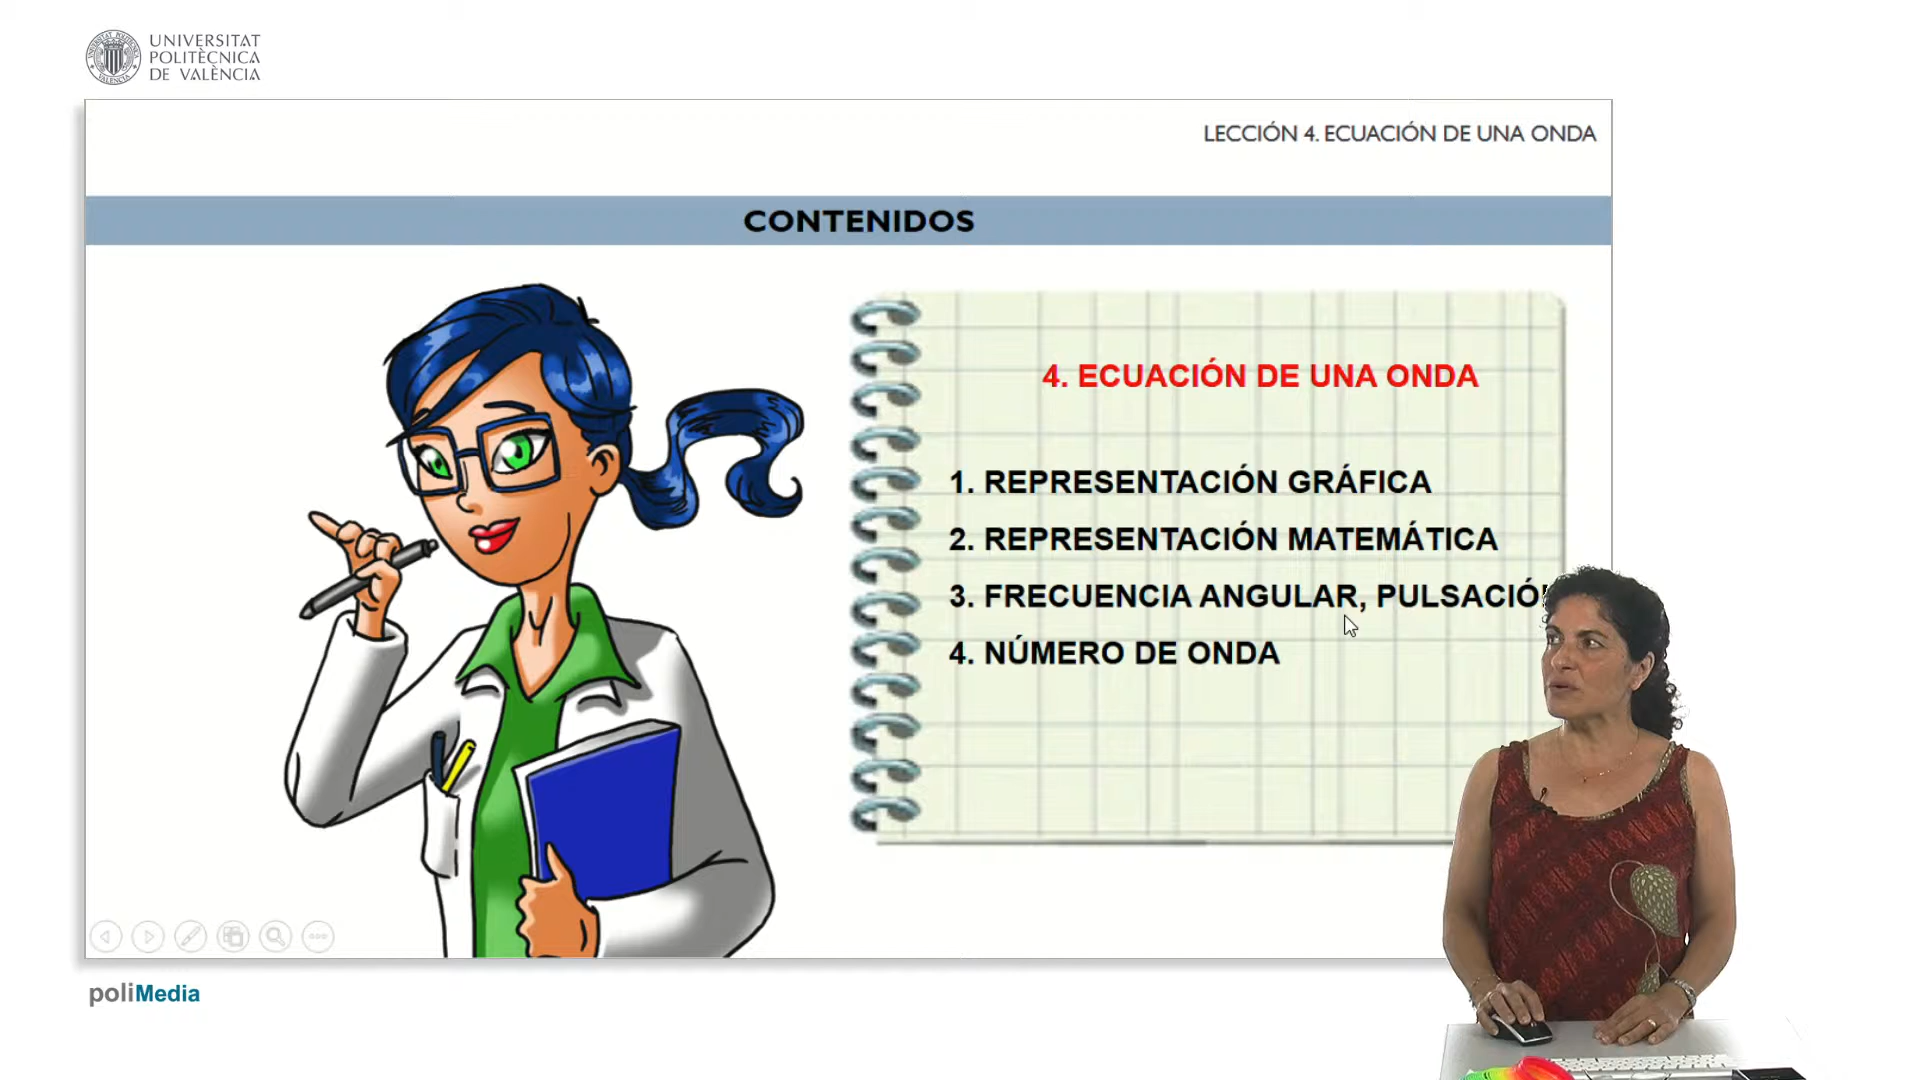 UNIVERSITAT
POLITÈCNICA
DE VALÈNCIA
LECCIÓN 4. ECUACIÓN DE UNA ONDA
CONTENIDOS
4. ECUACIÓN DE UNA ONDA
1. REPRESENTACIÓN GRÁFICA
2. REPRESENTACIÓN MATEMÁTICA
3. FRECUENCIA ANGULAR, PULSACIÓN
4. NÚMERO DE ONDA
poliMedia